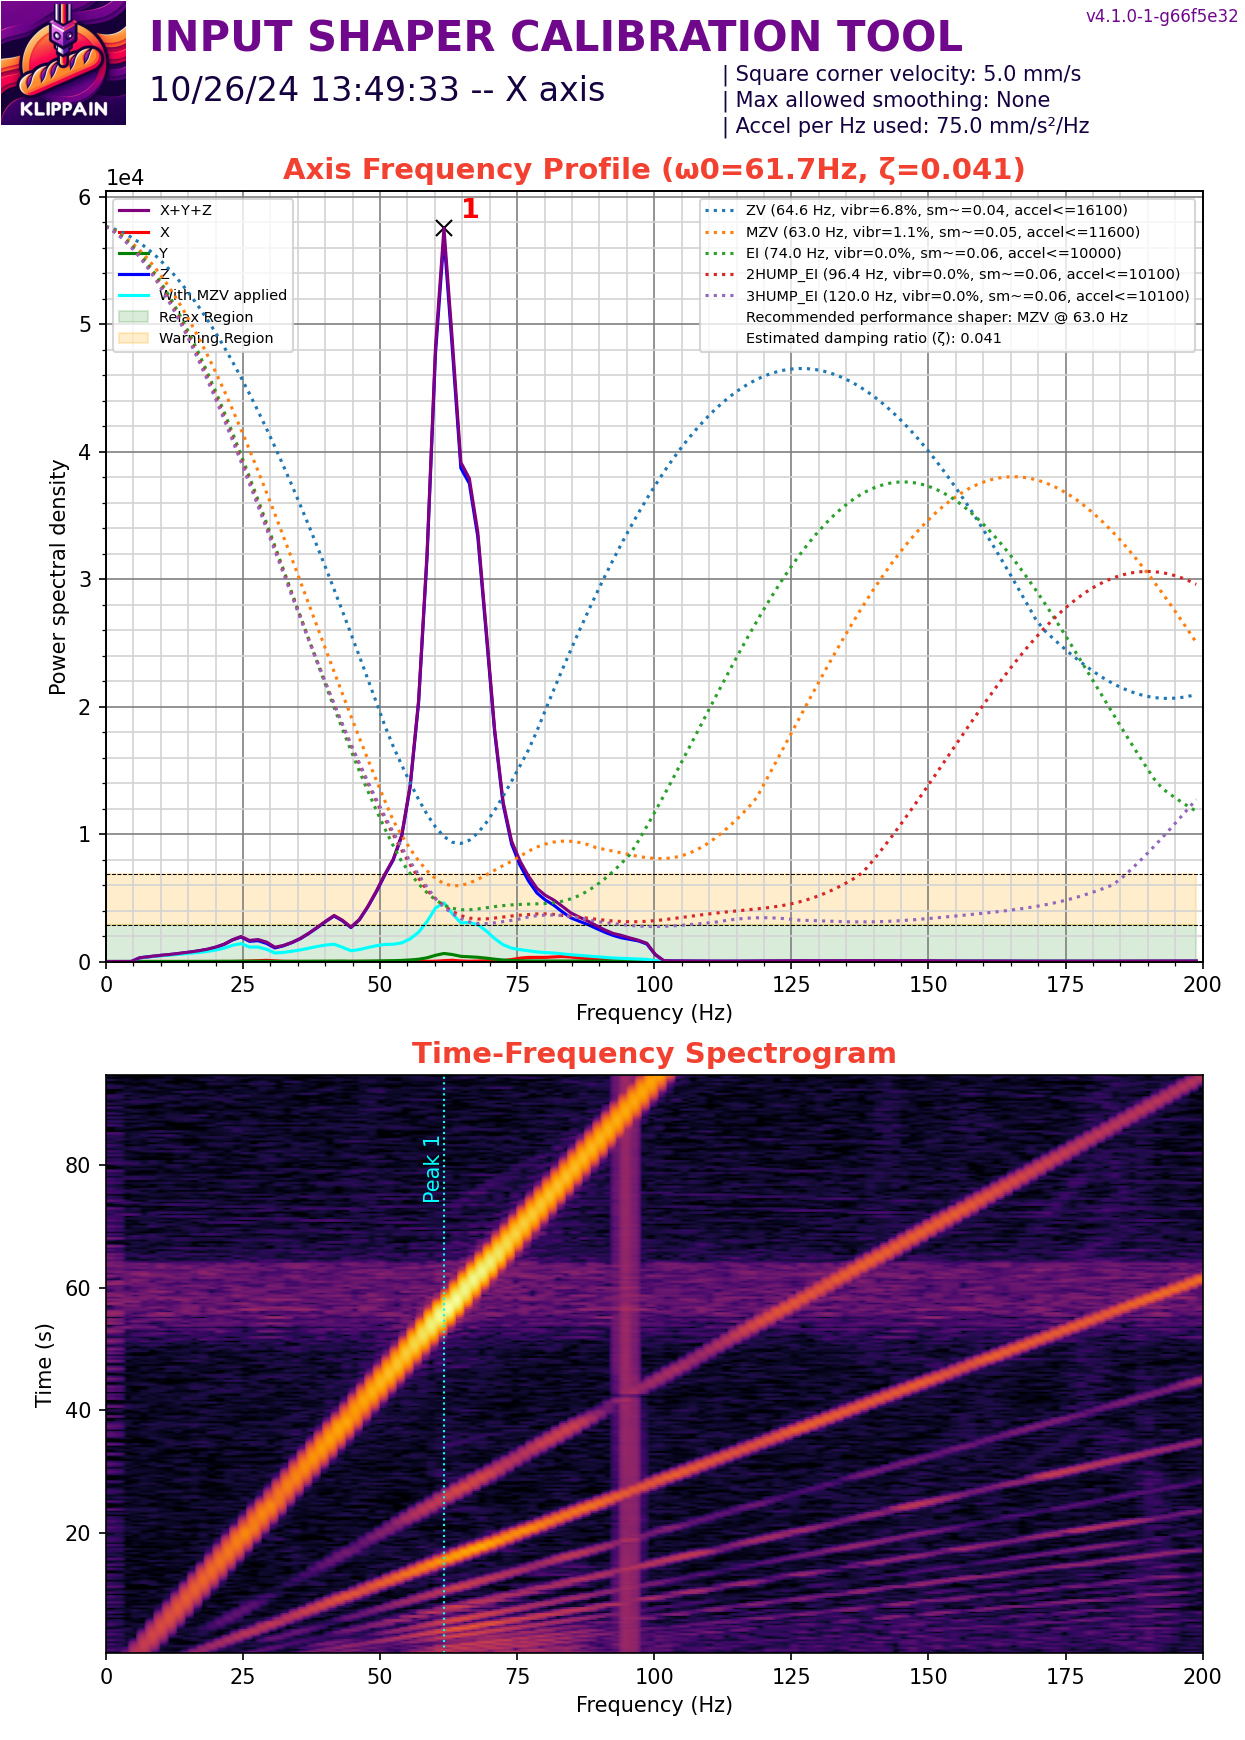 v4.1.0-1-g66f5e32
INPUT SHAPER CALIBRATION TOOL
10/26/24 13:49:33 -- X axis
| Square corner velocity: 5.0 mm/s
| Max allowed smoothing: None
| Accel per Hz used: 75.0 mm/s²/Hz
KLIPPAIN
Axis Frequency Profile (ω0=61.7Hz, ζ=0.041)
1e4
X+Y+Z
X
Y
Z
With MZV applied
Relax Region
Warning Region
1
ZV (64.6 Hz, vibr=6.8%, sm~=0.04, accel<=16100)
MZV (63.0 Hz, vibr=1.1%, sm~=0.05, accel<=11600)
EI (74.0 Hz, vibr=0.0%, sm~=0.06, accel<=10000)
2HUMP_EI (96.4 Hz, vibr=0.0%, sm~=0.06, accel<=10100)
3HUMP_EI (120.0 Hz, vibr=0.0%, sm~=0.06, accel<=10100)
Recommended performance shaper: MZV @ 63.0 Hz
Estimated damping ratio (ζ): 0.041
6
5
4
3
2
1
0
Power spectral density
0 25 50 75 100 125 150 175 200
Frequency (Hz)
Time-Frequency Spectrogram
Peak 1
80
60
40
20
Time (s)
0 25 50 75 100 125 150 175 200
Frequency (Hz)